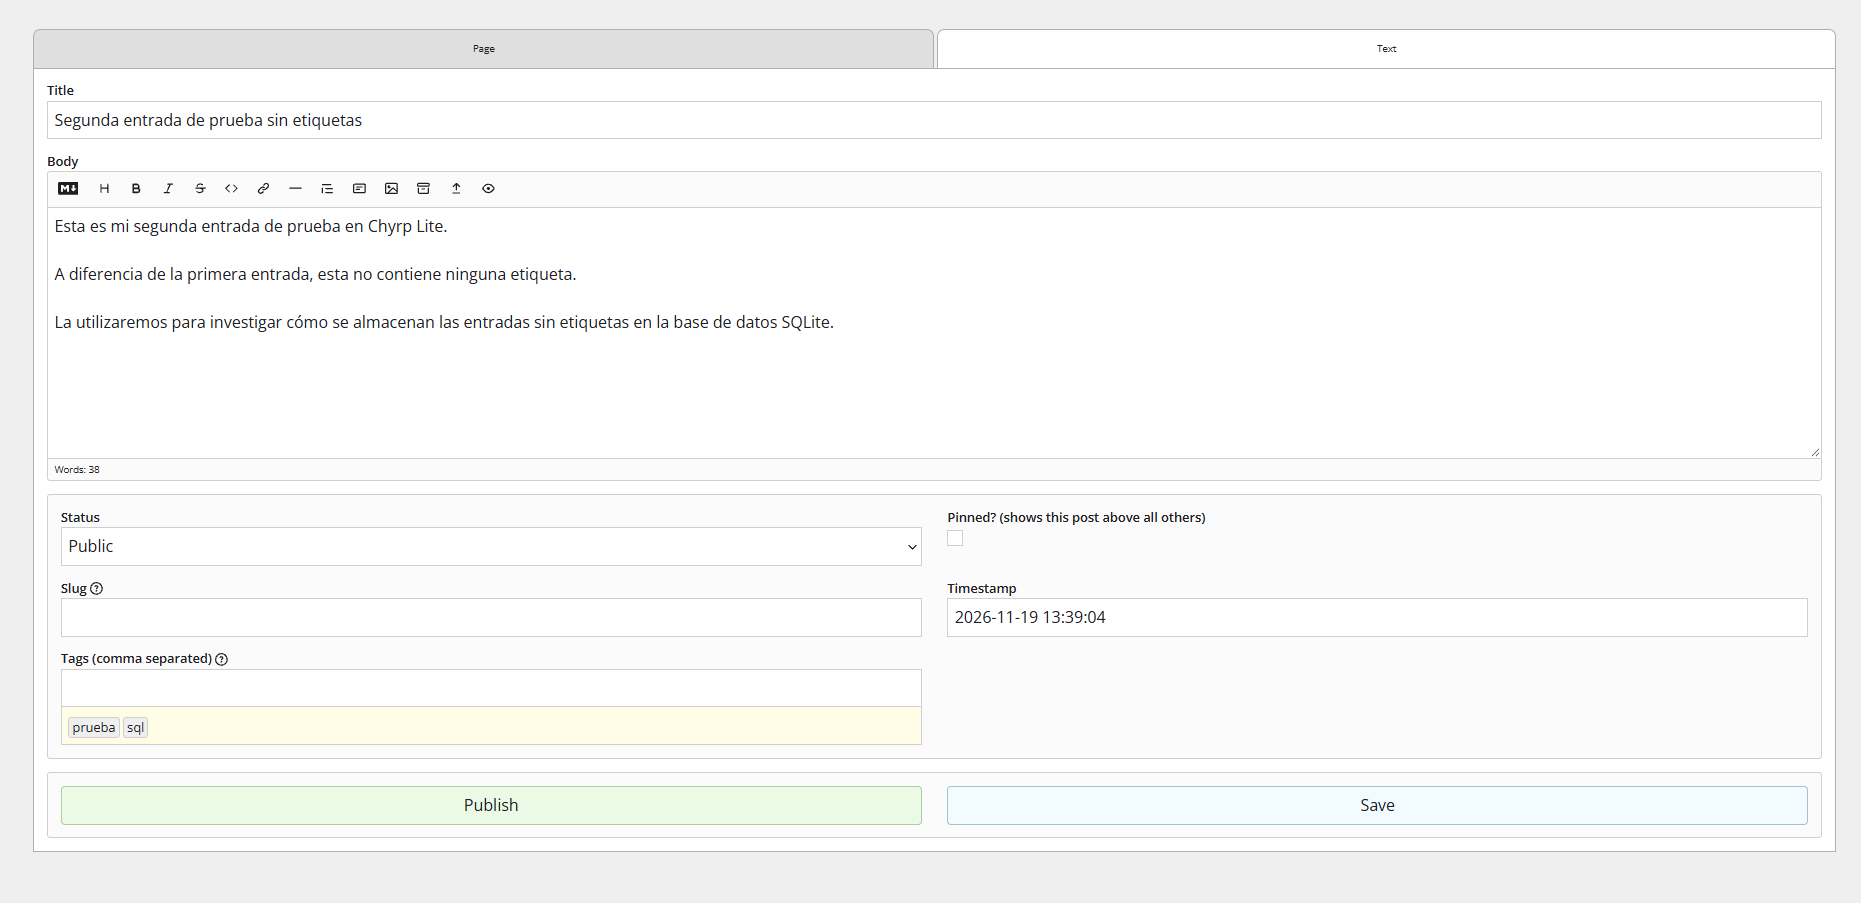 Page
Text
Title
Segunda entrada de prueba sin etiquetas
Body
M H B I S
Esta es mi segunda entrada de prueba en Chyrp Lite.
A diferencia de la primera entrada, esta no contiene ninguna etiqueta.
La utilizaremos para investigar cómo se almacenan las entradas sin etiquetas en la base de datos SQLite.
Words: 38
Status
Pinned? (shows this post above all others)
Public
Slug ?
Timestamp
2026-11-19 13:39:04
Tags (comma separated) ?
prueba sql
Publish
Save